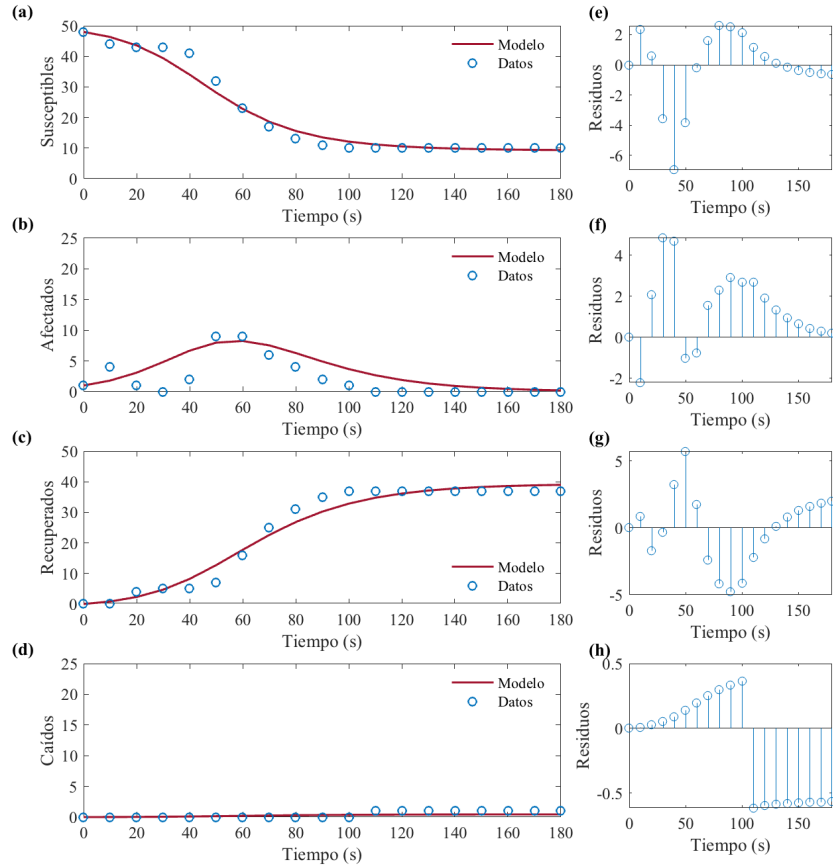 (a)
50
40
30
20
10
0
Susceptibles
Modelo
Datos
0 20 40 60 80 100 120 140 160 180
Tiempo (s)
(e)
2
0
-2
-4
-6
Residuos
0 50 100 150
Tiempo (s)
(b)
25
20
15
10
5
0
Afectados
Modelo
Datos
0 20 40 60 80 100 120 140 160 180
Tiempo (s)
(f)
4
2
0
-2
Residuos
0 50 100 150
Tiempo (s)
(c)
50
40
30
20
10
0
Recuperados
Modelo
Datos
0 20 40 60 80 100 120 140 160 180
Tiempo (s)
(g)
5
0
-5
Residuos
0 50 100 150
Tiempo (s)
(d)
25
20
15
10
5
0
Caídos
Modelo
Datos
0 20 40 60 80 100 120 140 160 180
Tiempo (s)
(h)
0.5
0
-0.5
Residuos
0 50 100 150
Tiempo (s)